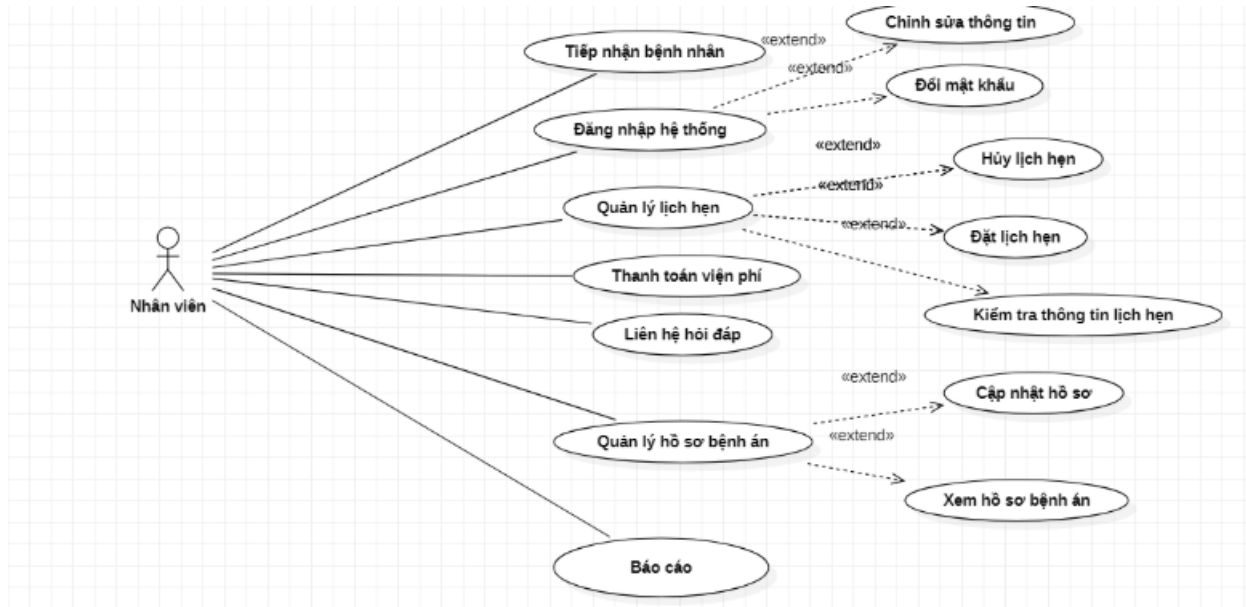 Chỉnh sửa thông tin
«extend»
Tiếp nhận bệnh nhân
«extend»
Đổi mật khẩu
Đăng nhập hệ thống
«extend»
Hủy lịch hẹn
«extend»
Quản lý lịch hẹn
«extend»
Đặt lịch hẹn
Thanh toán viện phí
Nhân viên
Kiểm tra thông tin lịch hẹn
Liên hệ hỏi đáp
«extend»
Cập nhật hồ sơ
«extend»
Quản lý hồ sơ bệnh án
Xem hồ sơ bệnh án
Báo cáo